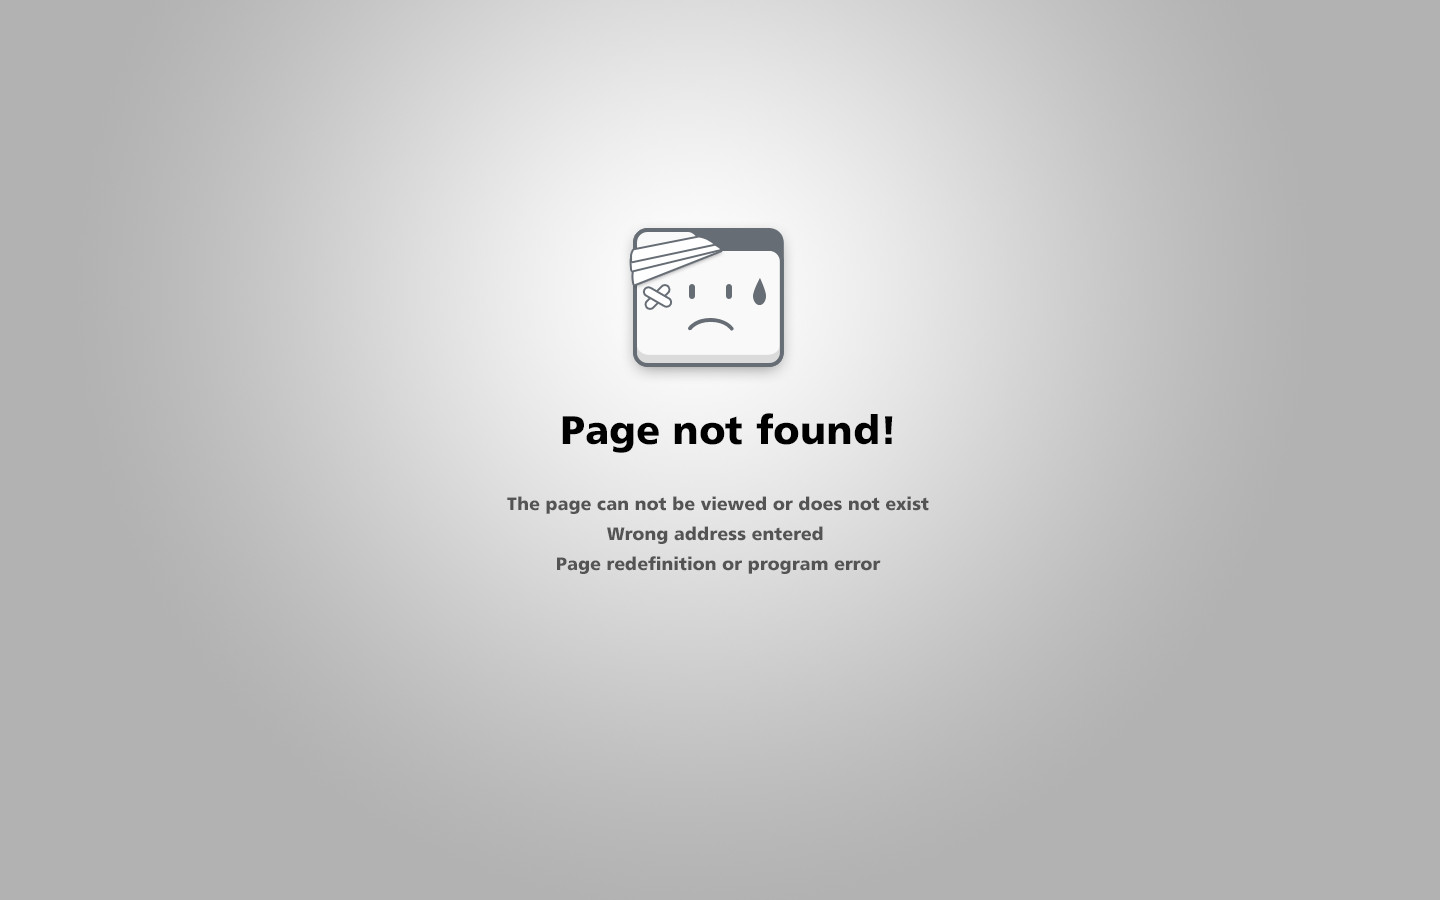 Page not found!
The page can not be viewed or does not exist
Wrong address entered
Page redefinition or program error